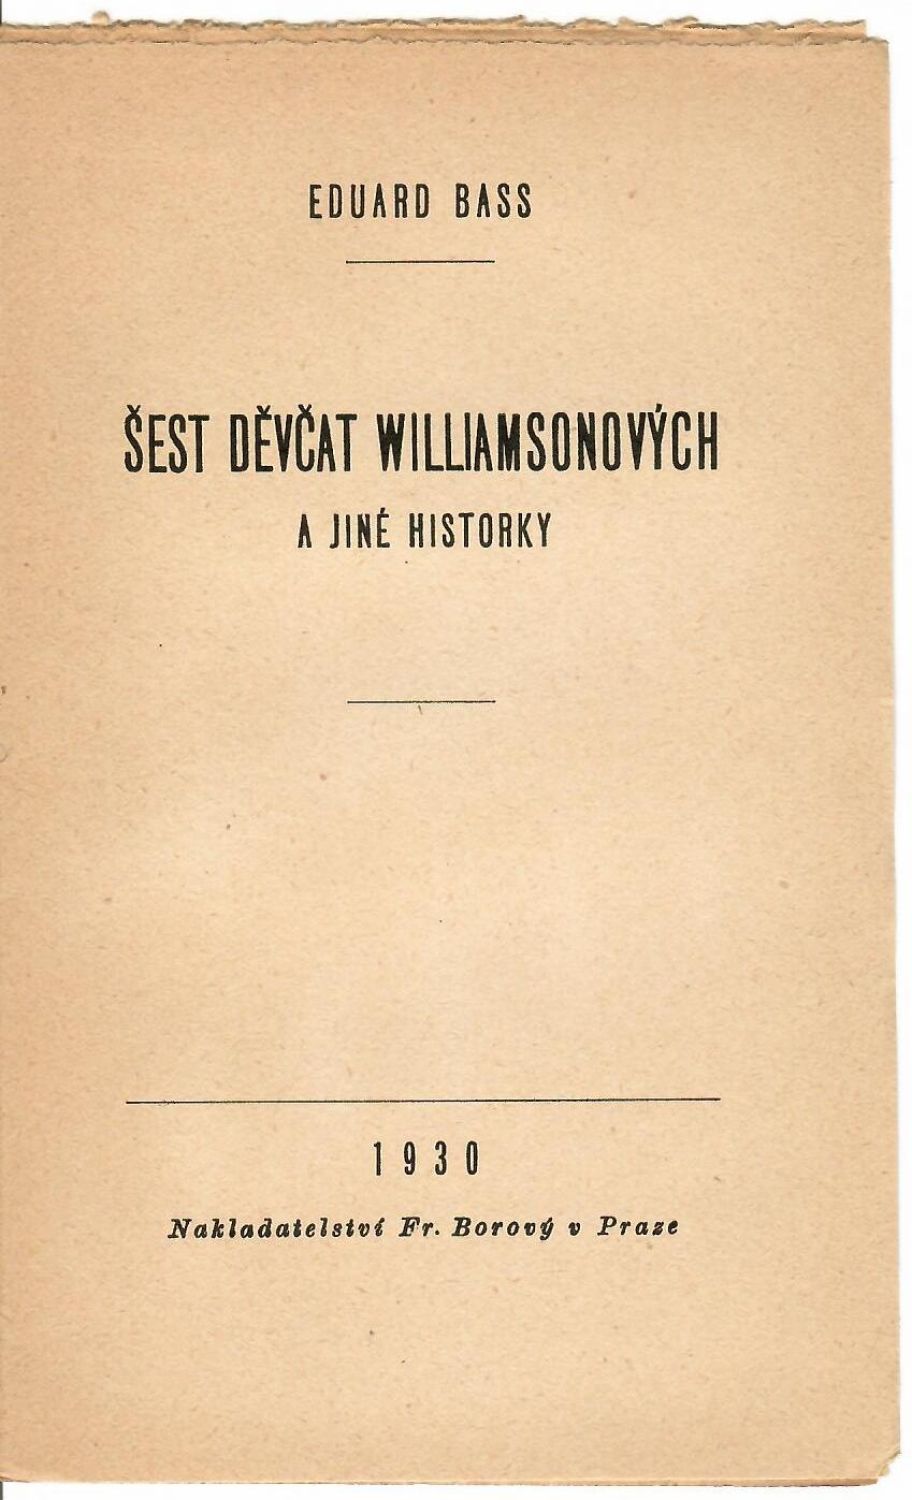 EDUARD BASS
ŠEST DĚVČAT WILLIAMSONOVÝCH
A JINÉ HISTORKY
1930
Nakladatelství Fr. Borový v Praze